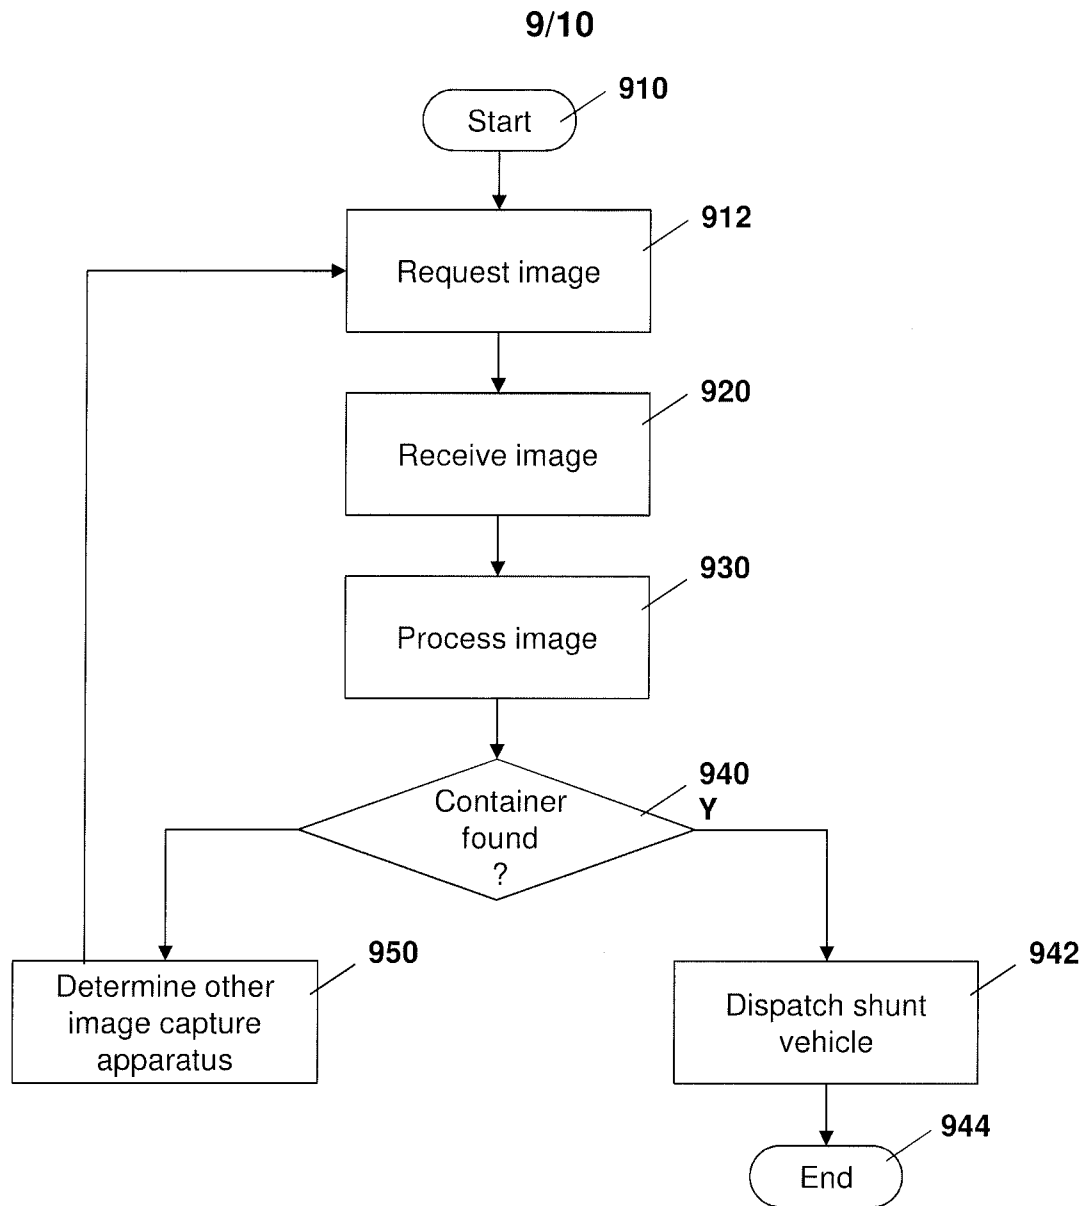 9/10
910
Start
912
Request image
920
Receive image
930
Process image
940
Y
Container
found
?
950
Determine other
image capture
apparatus
942
Dispatch shunt
vehicle
944
End